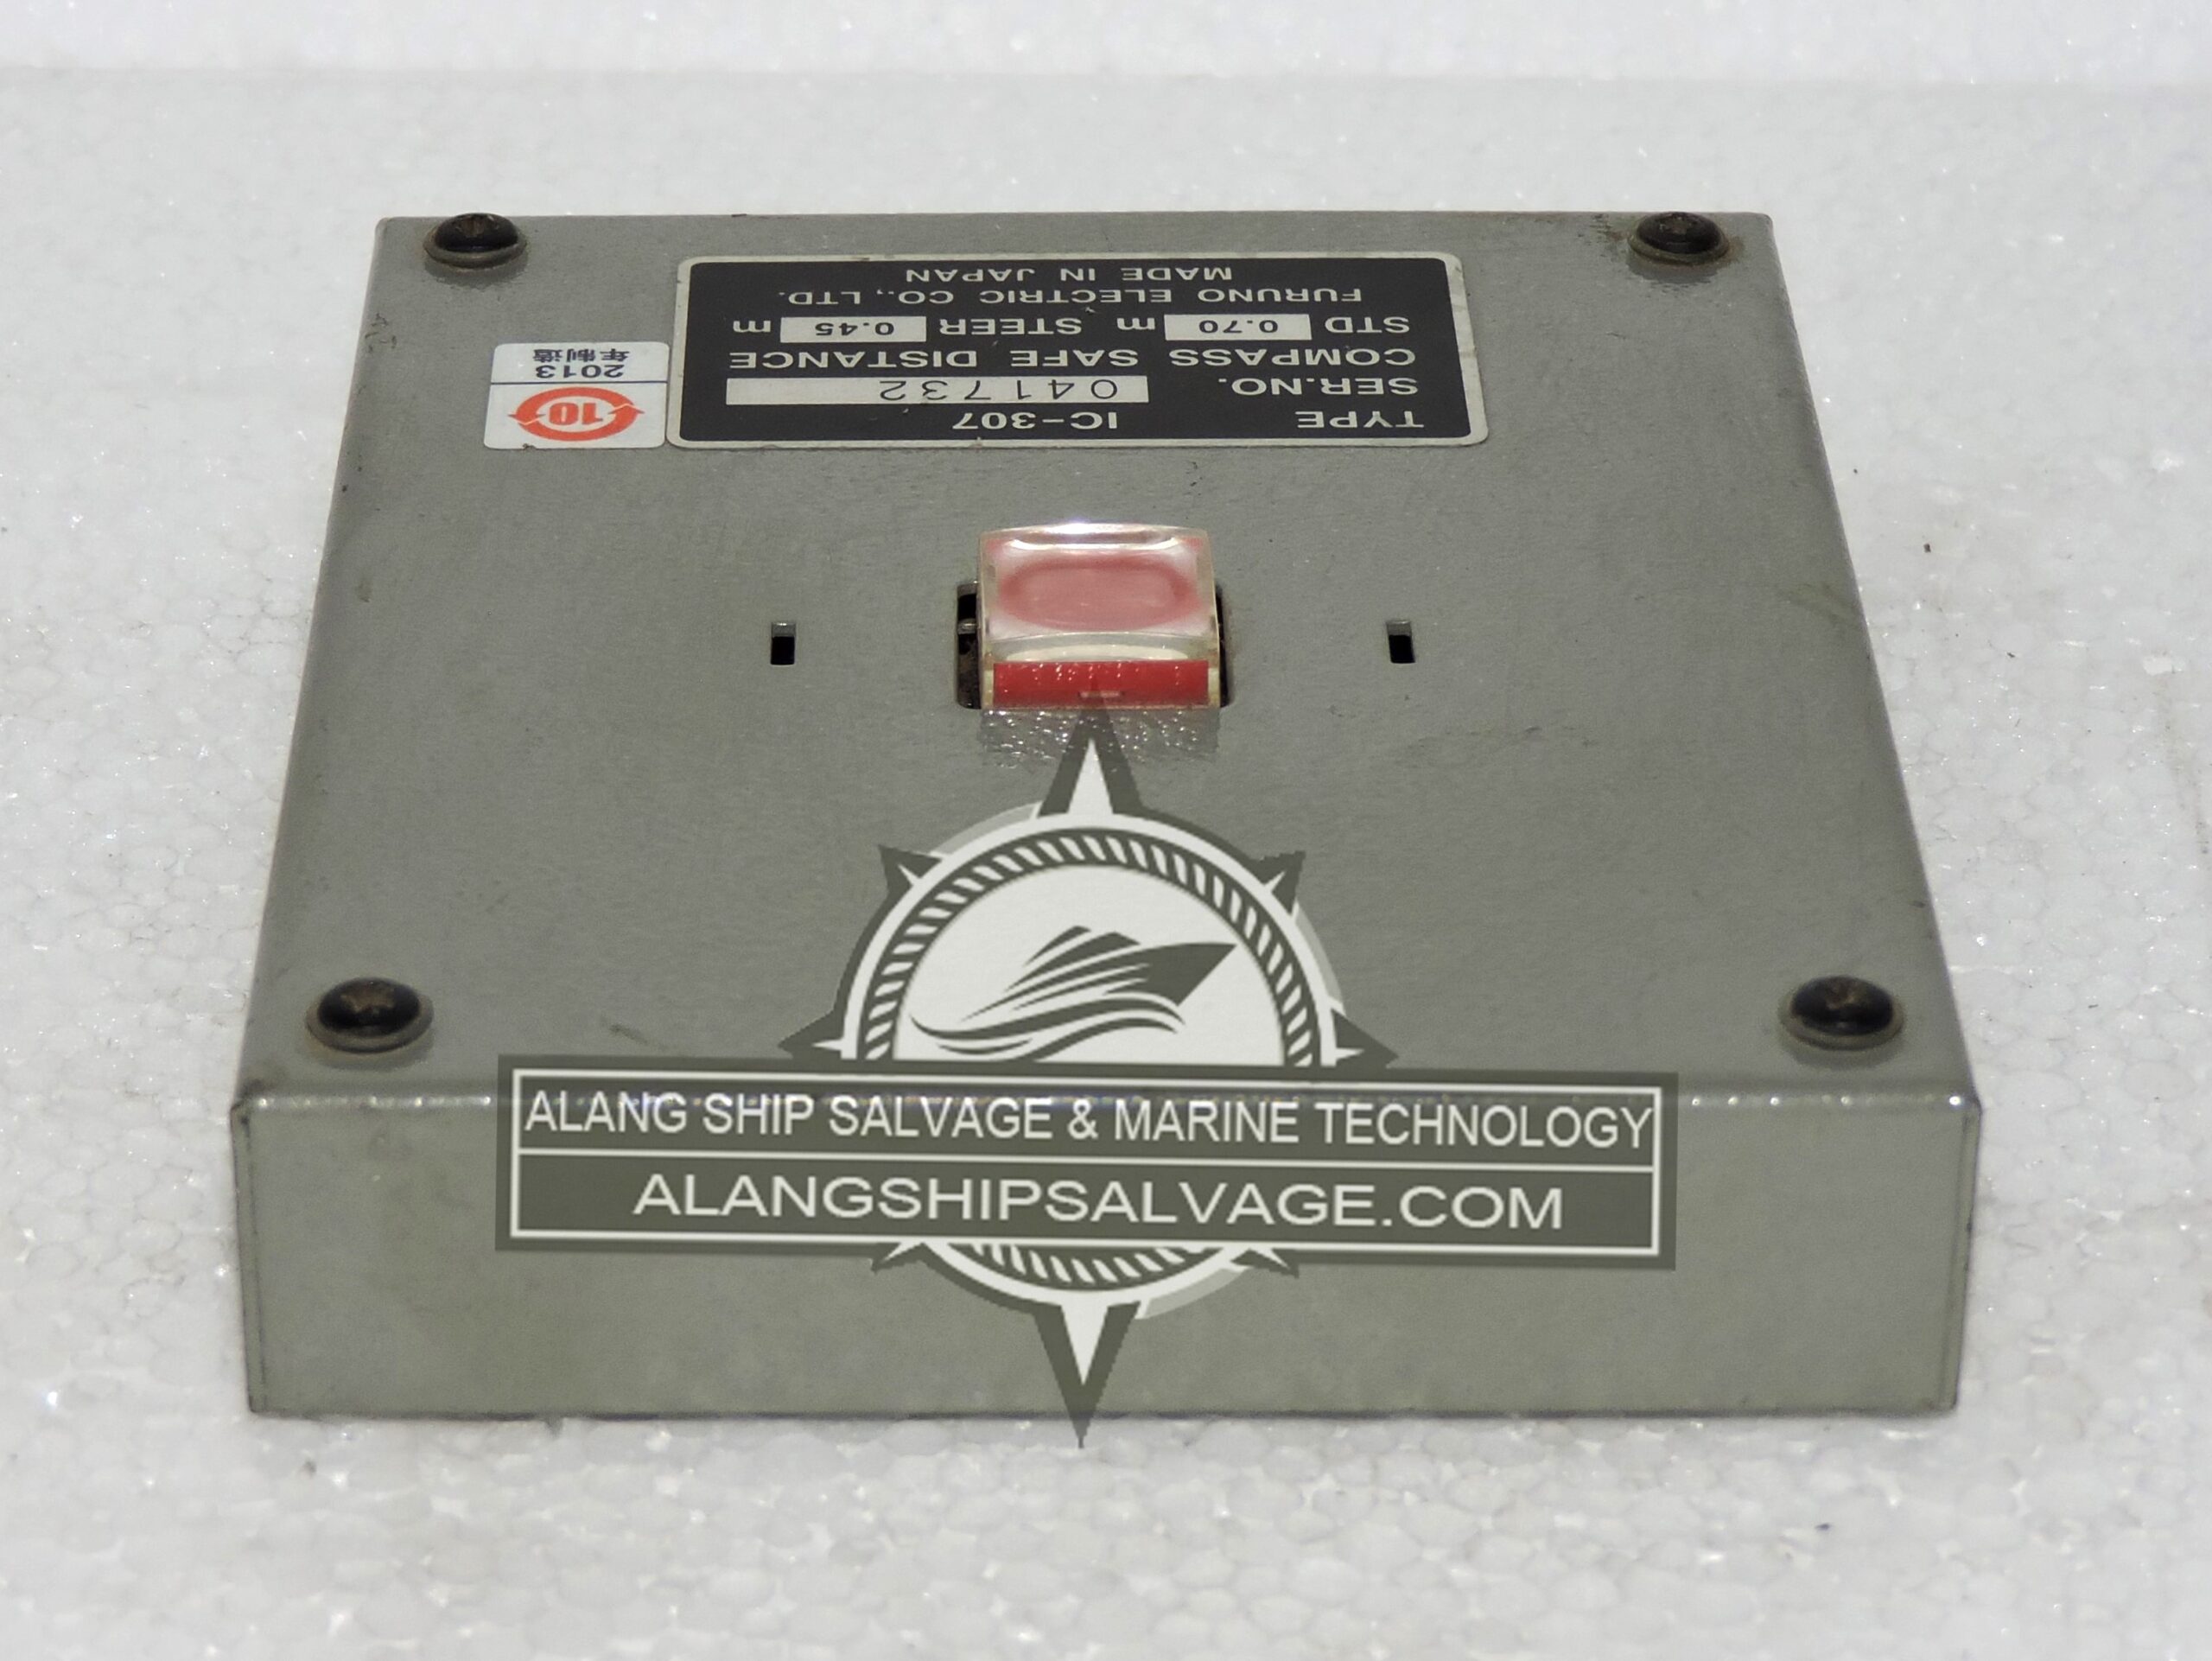 TYPE IC-307
SER.NO. 041732
COMPASS SAFE DISTANCE
STD 0.70 m STEER 0.45 m
FURUNO ELECTRIC CO., LTD.
MADE IN JAPAN
10
2013
年制造
ALANG SHIP SALVAGE & MARINE TECHNOLOGY
ALANGSHIPSALVAGE.COM